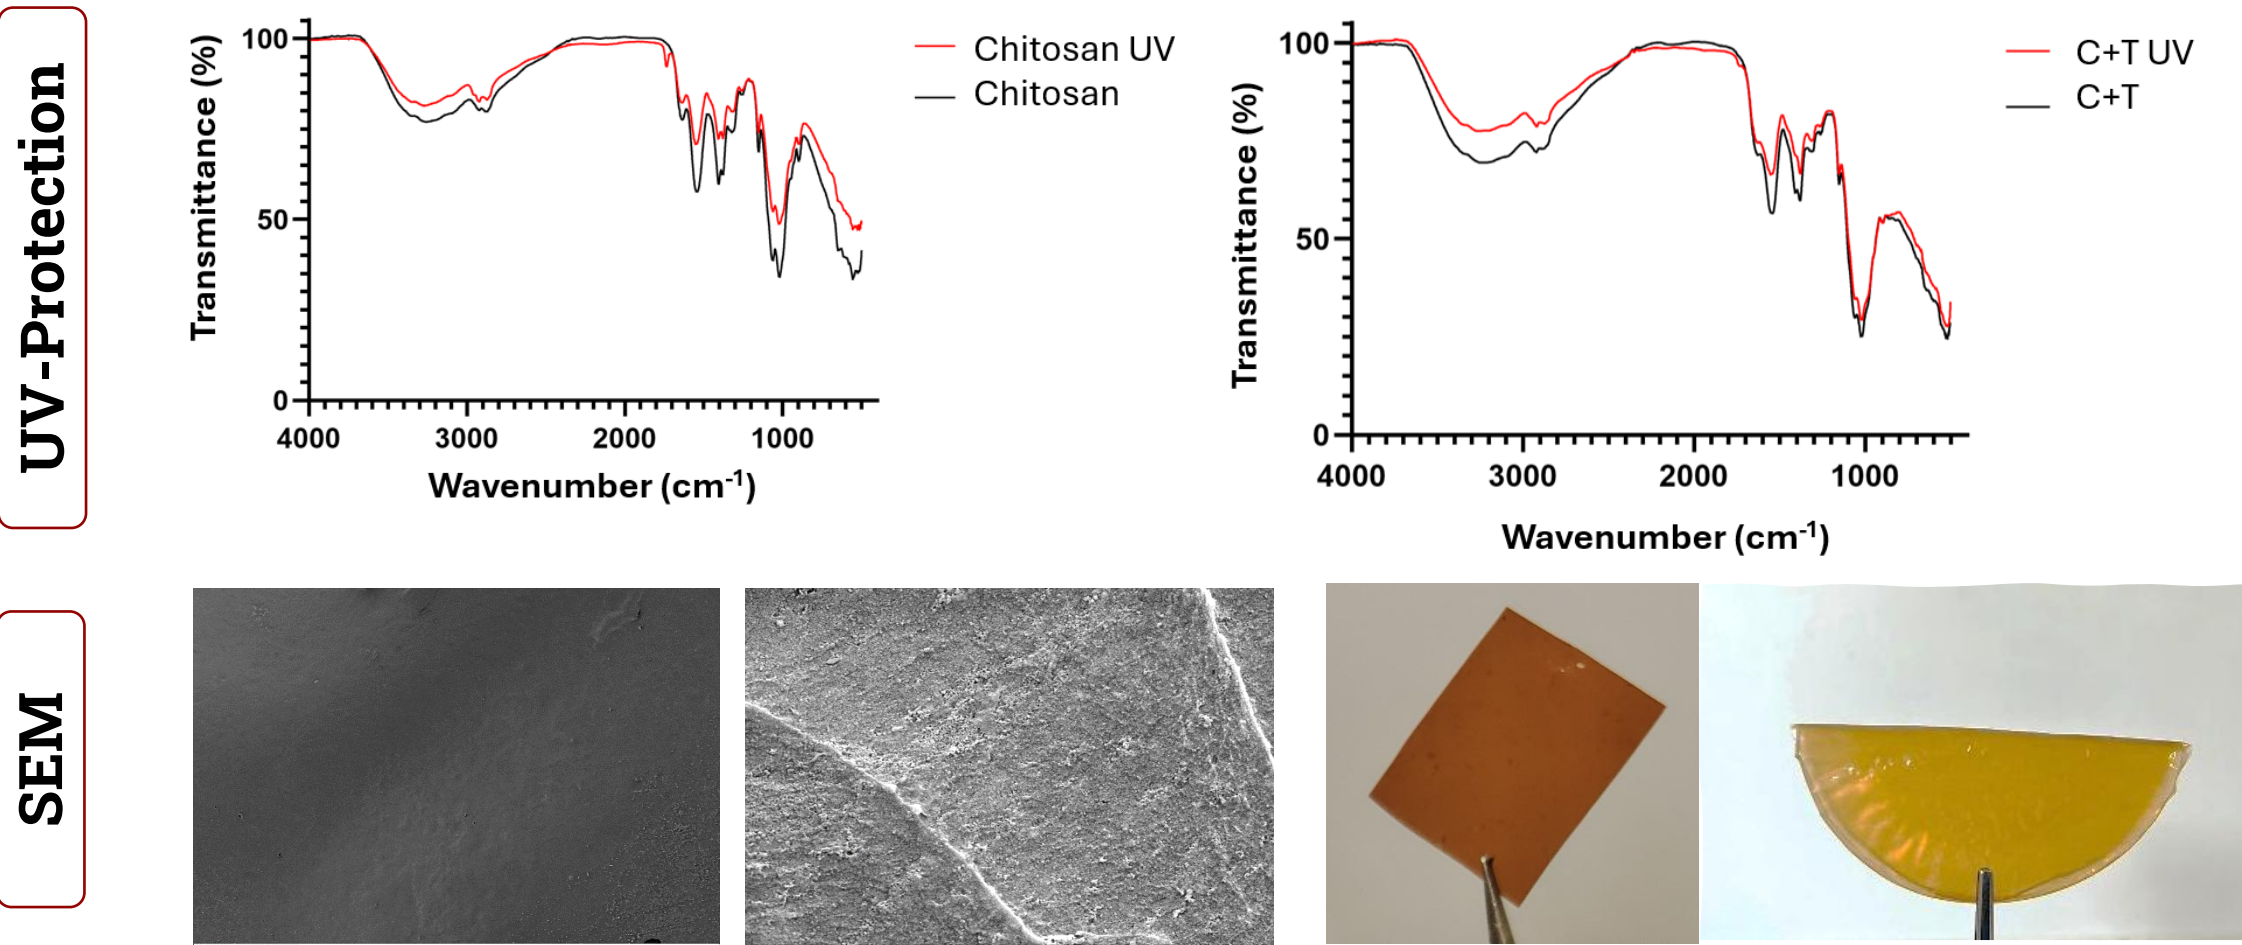 UV-Protection
Transmittance (%)
100
50
0
4000 3000 2000 1000
Wavenumber (cm⁻¹)
Chitosan UV
Chitosan
Transmittance (%)
100
50
0
4000 3000 2000 1000
Wavenumber (cm⁻¹)
C+T UV
C+T
SEM